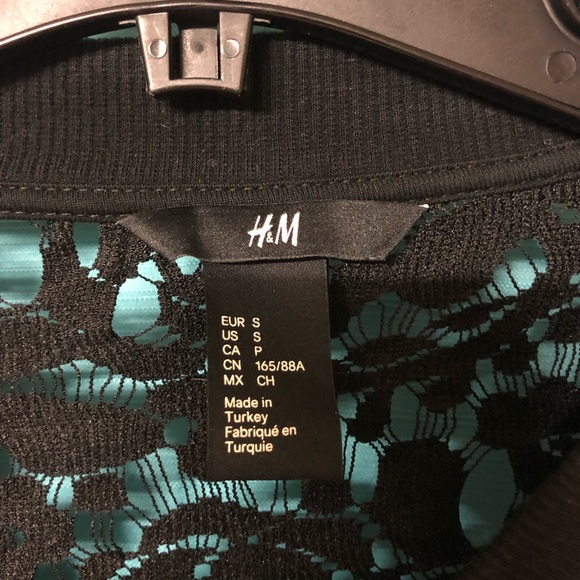 H&M
EUR S
US S
CA P
CN 165/88A
MX CH
Made in
Turkey
Fabriqué en
Turquie